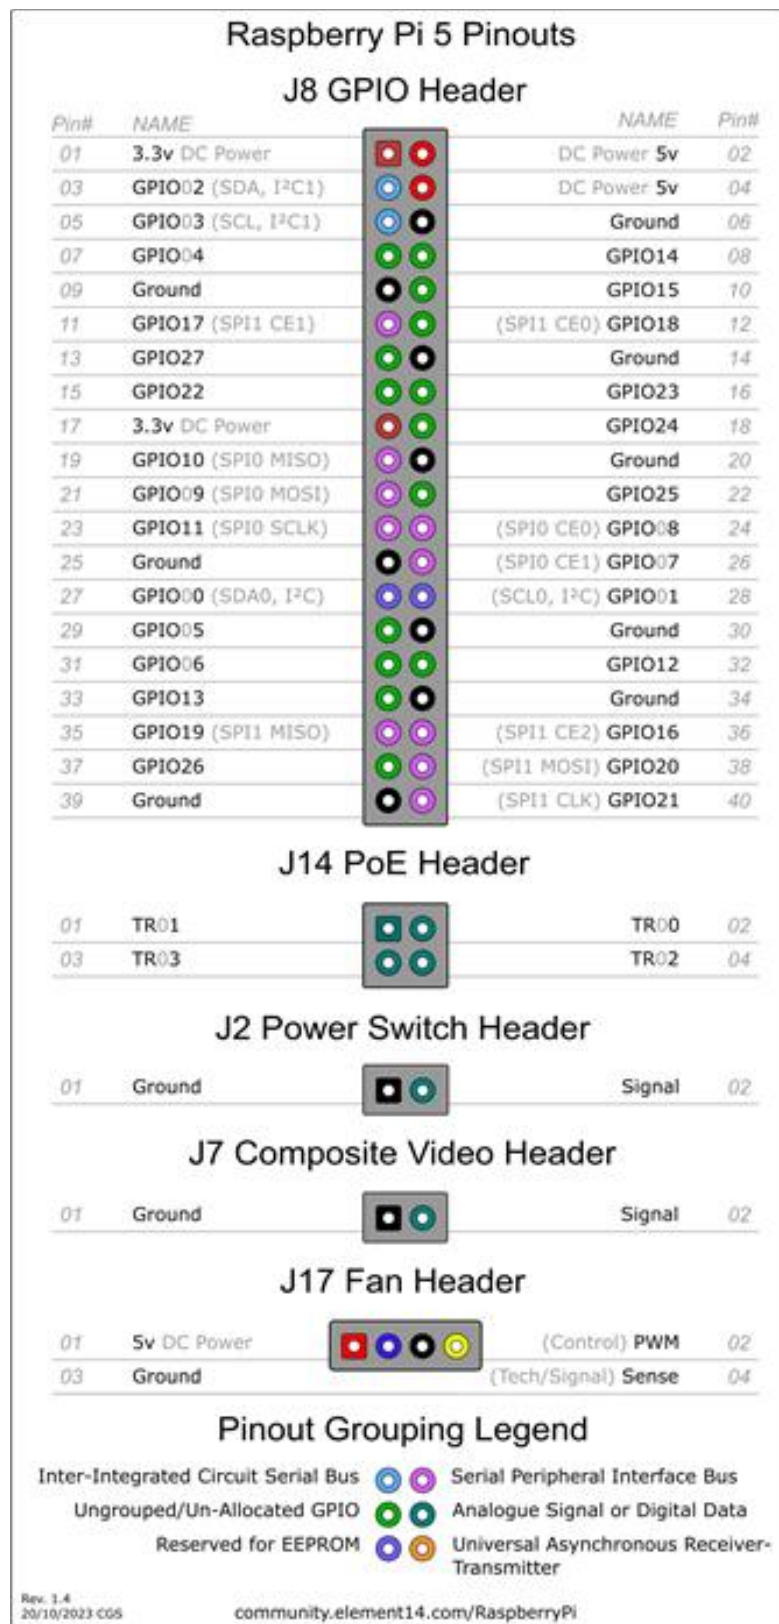 Raspberry Pi 5 Pinouts
J8 GPIO Header
Pin# NAME NAME Pin#
01 3.3v DC Power DC Power 5v 02
03 GPIO02 (SDA, I²C1) DC Power 5v 04
05 GPIO03 (SCL, I²C1) Ground 06
07 GPIO04 GPIO14 08
09 Ground GPIO15 10
11 GPIO17 (SPI1 CE1) (SPI1 CE0) GPIO18 12
13 GPIO27 Ground 14
15 GPIO22 GPIO23 16
17 3.3v DC Power GPIO24 18
19 GPIO10 (SPI0 MISO) Ground 20
21 GPIO09 (SPI0 MOSI) GPIO25 22
23 GPIO11 (SPI0 SCLK) (SPI0 CE0) GPIO08 24
25 Ground (SPI0 CE1) GPIO07 26
27 GPIO00 (SDA0, I²C) (SCL0, I²C) GPIO01 28
29 GPIO05 Ground 30
31 GPIO06 GPIO12 32
33 GPIO13 Ground 34
35 GPIO19 (SPI1 MISO) (SPI1 CE2) GPIO16 36
37 GPIO26 (SPI1 MOSI) GPIO20 38
39 Ground (SPI1 CLK) GPIO21 40
J14 PoE Header
01 TR01 TR00 02
03 TR03 TR02 04
J2 Power Switch Header
01 Ground Signal 02
J7 Composite Video Header
01 Ground Signal 02
J17 Fan Header
01 5v DC Power (Control) PWM 02
03 Ground (Tech/Signal) Sense 04
Pinout Grouping Legend
Inter-Integrated Circuit Serial Bus Serial Peripheral Interface Bus
Ungrouped/Un-Allocated GPIO Analogue Signal or Digital Data
Reserved for EEPROM Universal Asynchronous Receiver-
Transmitter
Rev. 1.4
20/10/2023 CGS community.element14.com/RaspberryPi